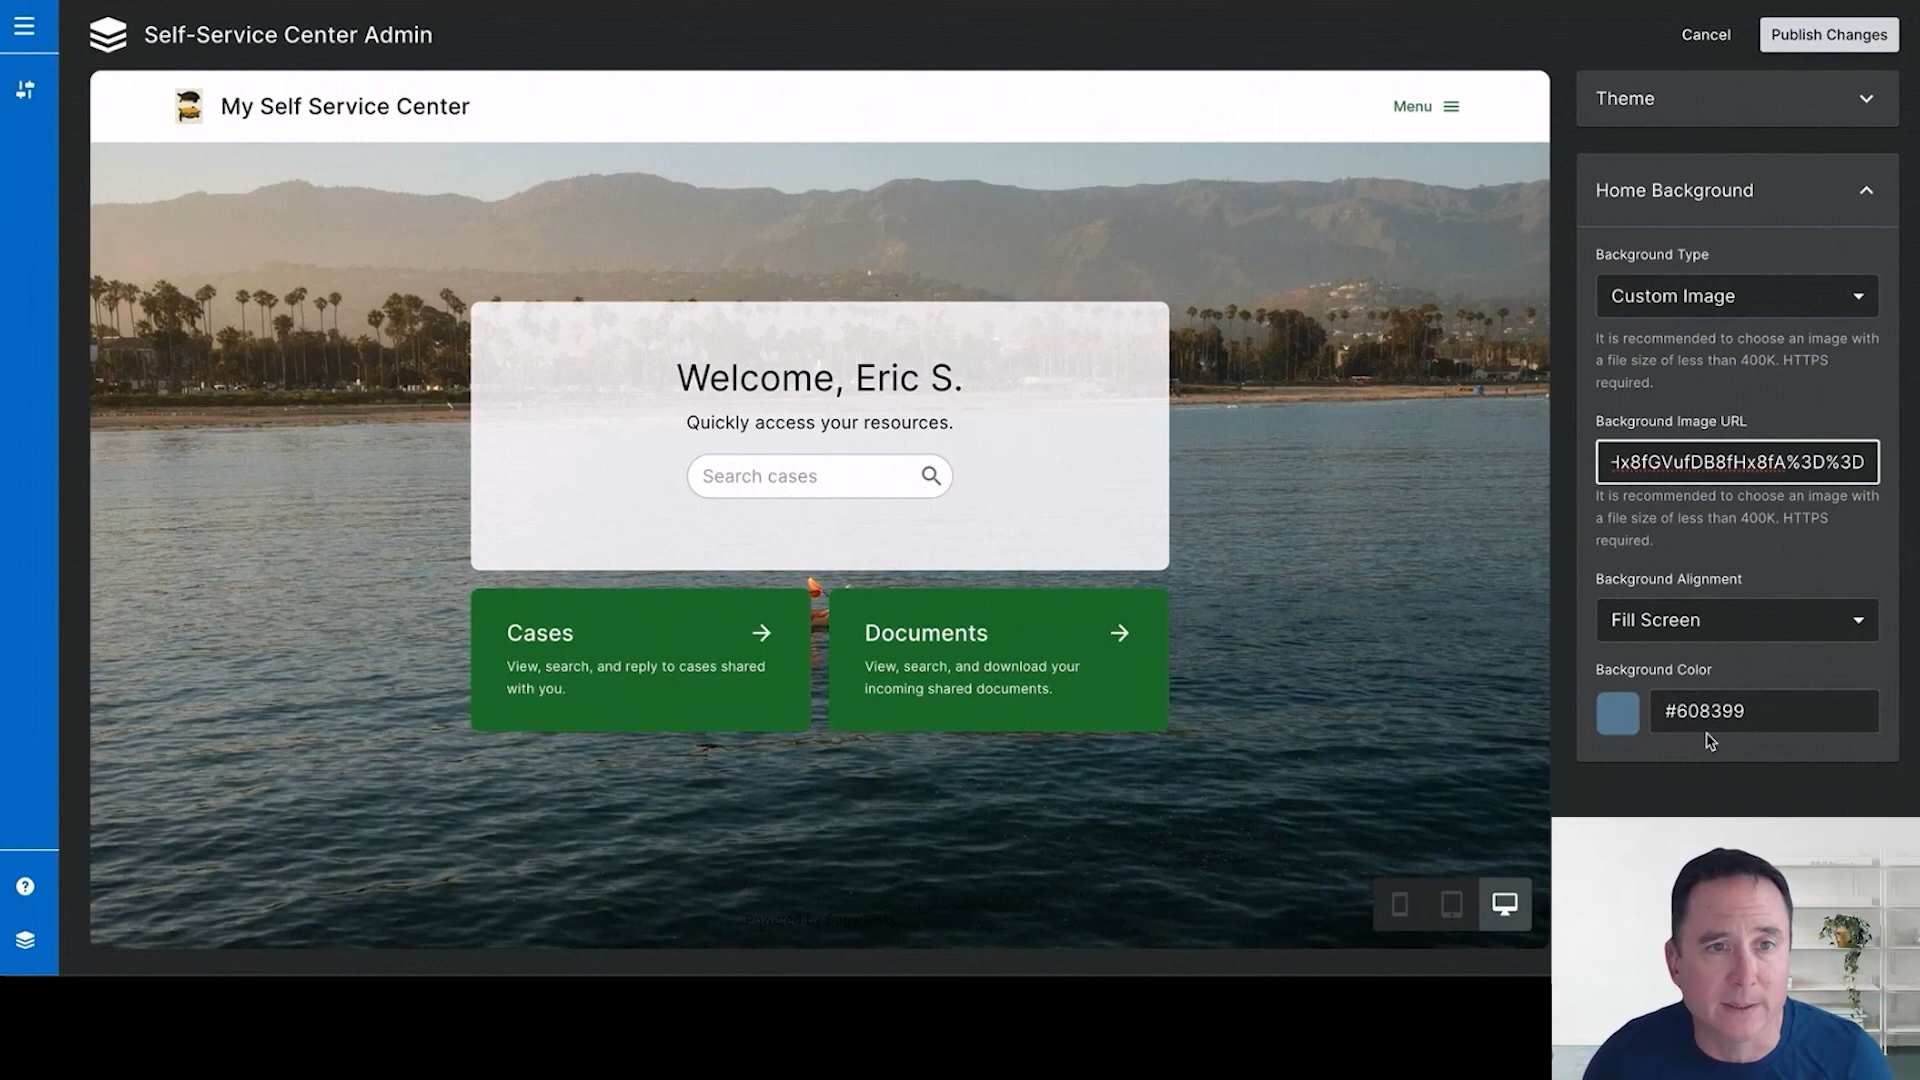 Self-Service Center Admin
Cancel
Publish Changes
My Self Service Center
Menu
Welcome, Eric S.
Quickly access your resources.
Search cases
Cases
View, search, and reply to cases shared
with you.
Documents
View, search, and download your
incoming shared documents.
Powered by
Theme
Home Background
Background Type
Custom Image
It is recommended to choose an image with
a file size of less than 400K. HTTPS
required.
Background Image URL
Hx8fGVufDB8fHx8fA%3D%3D
It is recommended to choose an image with
a file size of less than 400K. HTTPS
required.
Background Alignment
Fill Screen
Background Color
#608399